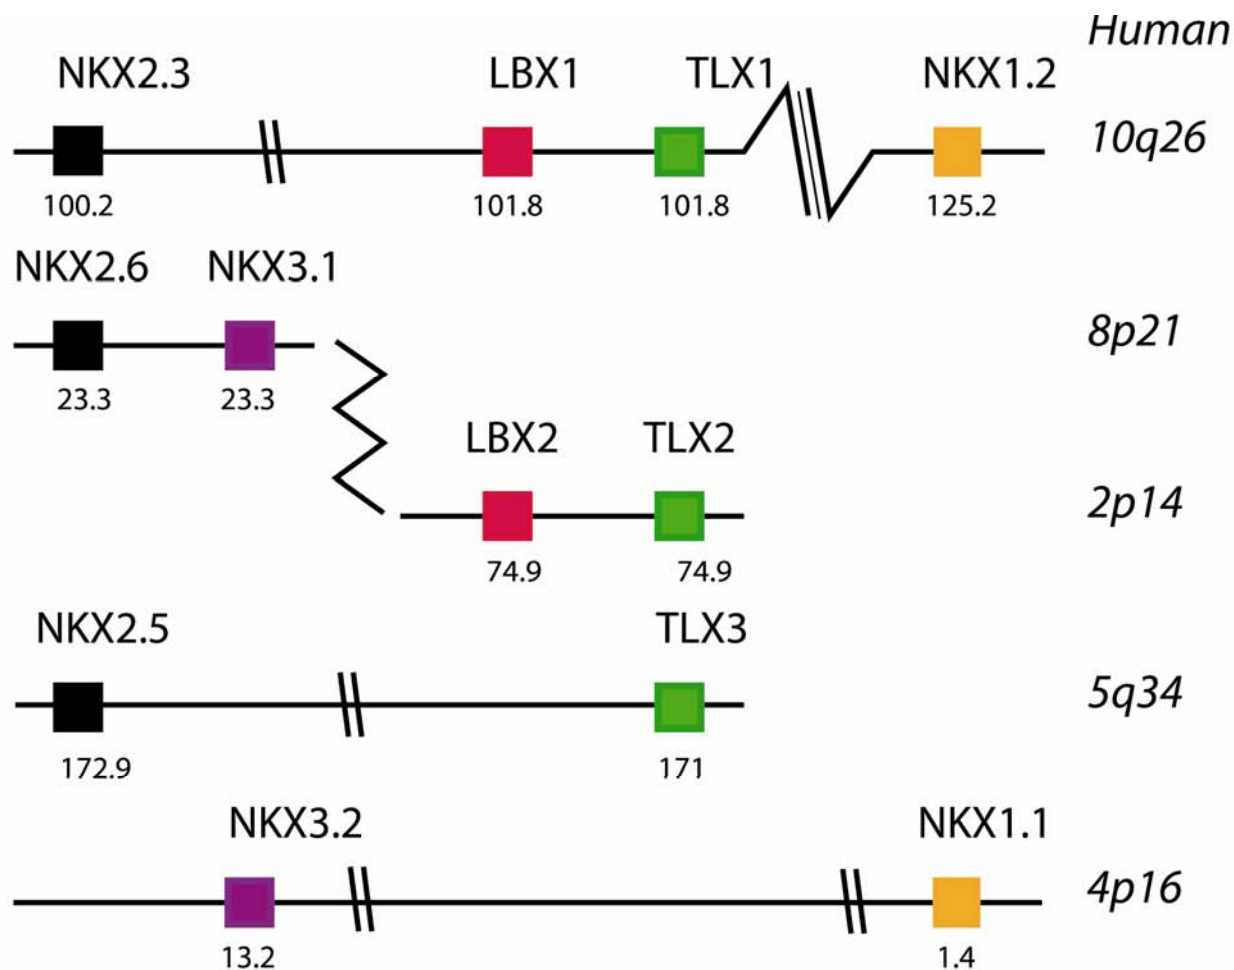 Human
NKX2.3 LBX1 TLX1 NKX1.2
10q26
100.2 101.8 101.8 125.2
NKX2.6 NKX3.1
8p21
23.3 23.3
LBX2 TLX2
2p14
74.9 74.9
NKX2.5 TLX3
5q34
172.9 171
NKX3.2 NKX1.1
4p16
13.2 1.4